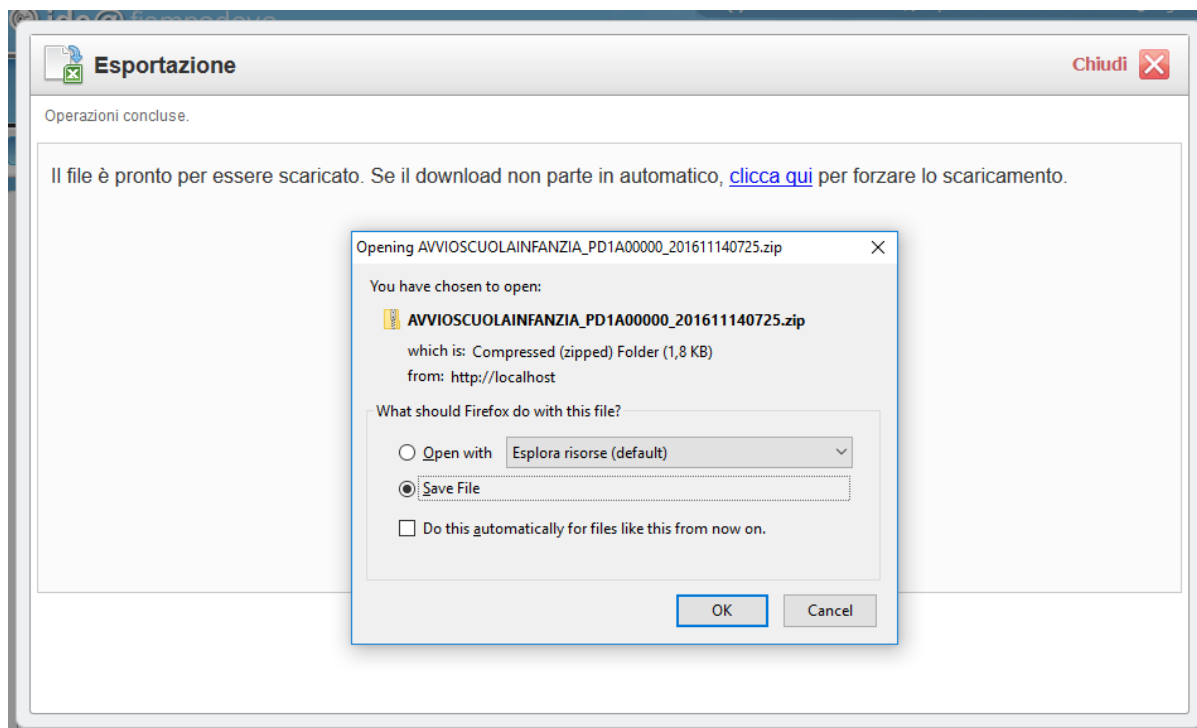 Esportazione
Chiudi
Operazioni concluse.
Il file è pronto per essere scaricato. Se il download non parte in automatico, clicca qui per forzare lo scaricamento.
Opening AVVIOSCUOLAINFANZIA_PD1A00000_201611140725.zip
You have chosen to open:
AVVIOSCUOLAINFANZIA_PD1A00000_201611140725.zip
which is: Compressed (zipped) Folder (1,8 KB)
from: http://localhost
What should Firefox do with this file?
Open with Esplora risorse (default)
Save File
Do this automatically for files like this from now on.
OK Cancel